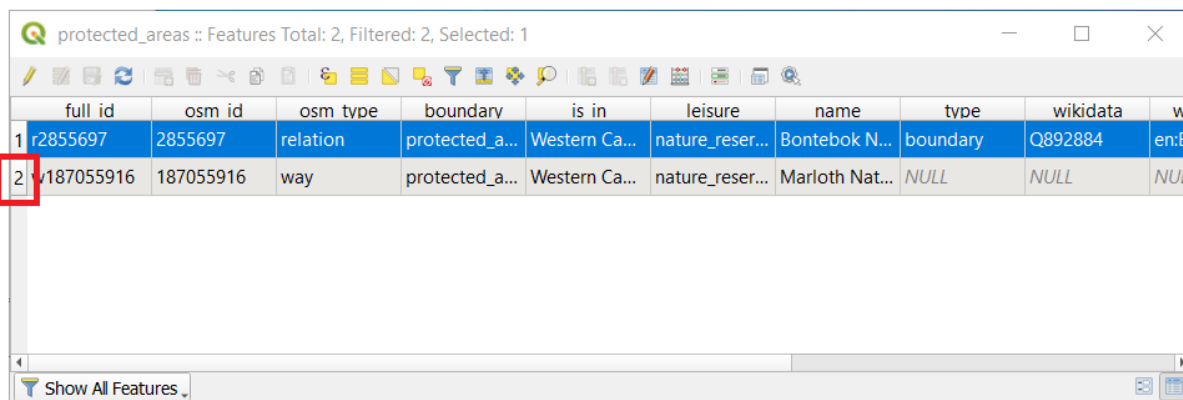 protected_areas :: Features Total: 2, Filtered: 2, Selected: 1
full_id osm_id osm_type boundary is_in leisure name type wikidata w
1 r2855697 2855697 relation protected_a... Western Ca... nature_reser... Bontebok N... boundary Q892884 en:E
2 w187055916 187055916 way protected_a... Western Ca... nature_reser... Marloth Nat... NULL NULL NUL
Show All Features